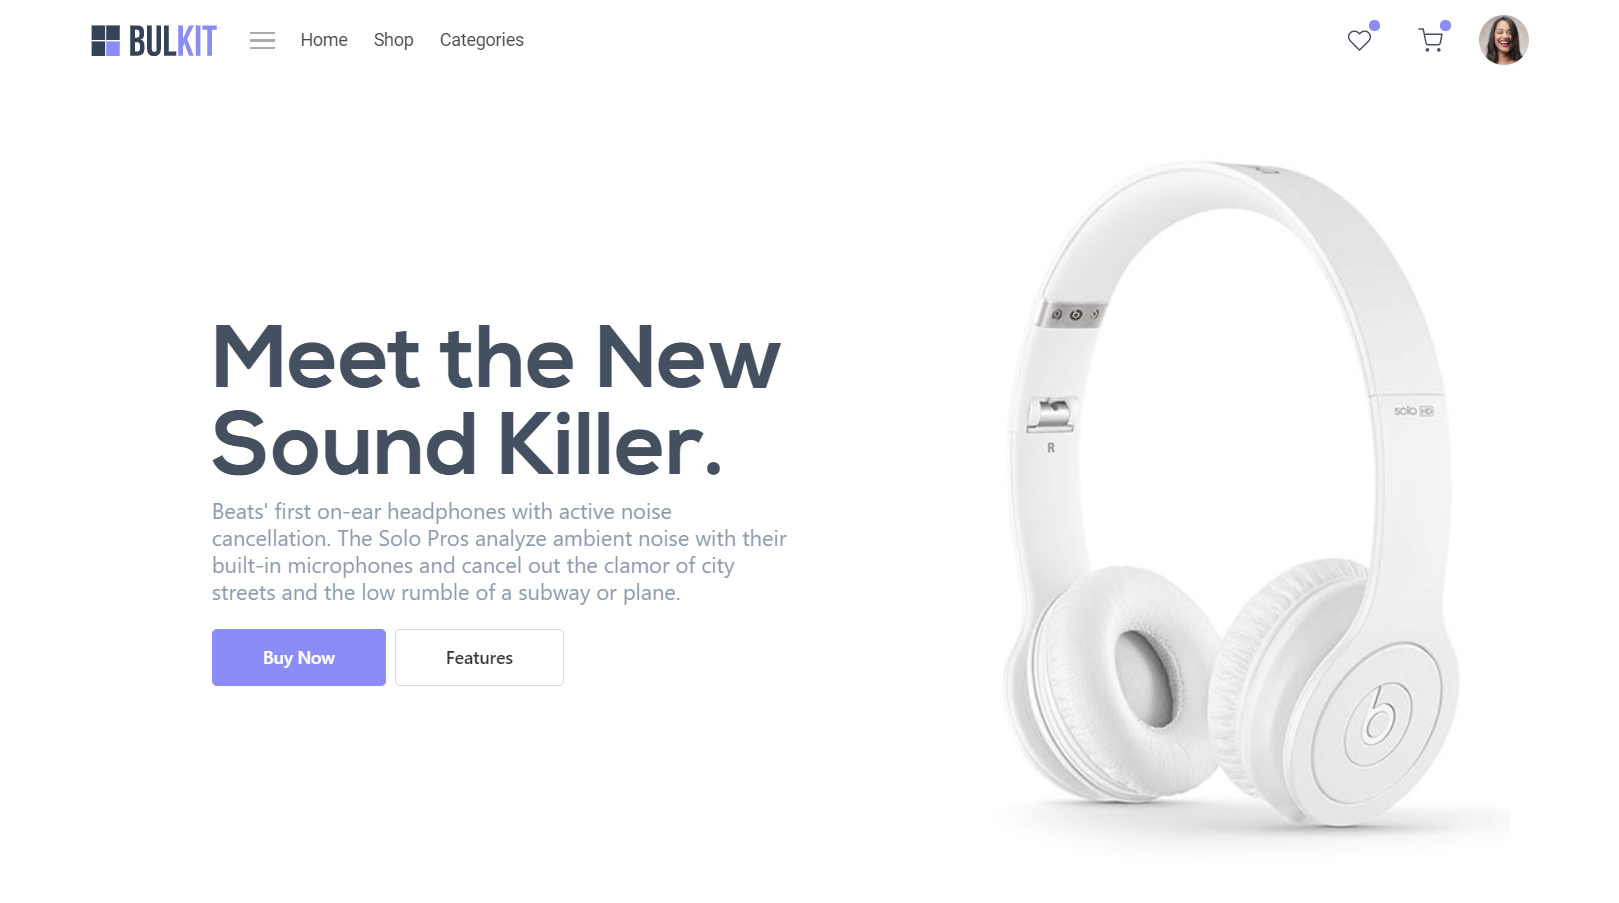 BULKIT
Home
Shop
Categories
Meet the New
Sound Killer.
Beats' first on-ear headphones with active noise
cancellation. The Solo Pros analyze ambient noise with their
built-in microphones and cancel out the clamor of city
streets and the low rumble of a subway or plane.
Buy Now
Features
solo HD
R
b